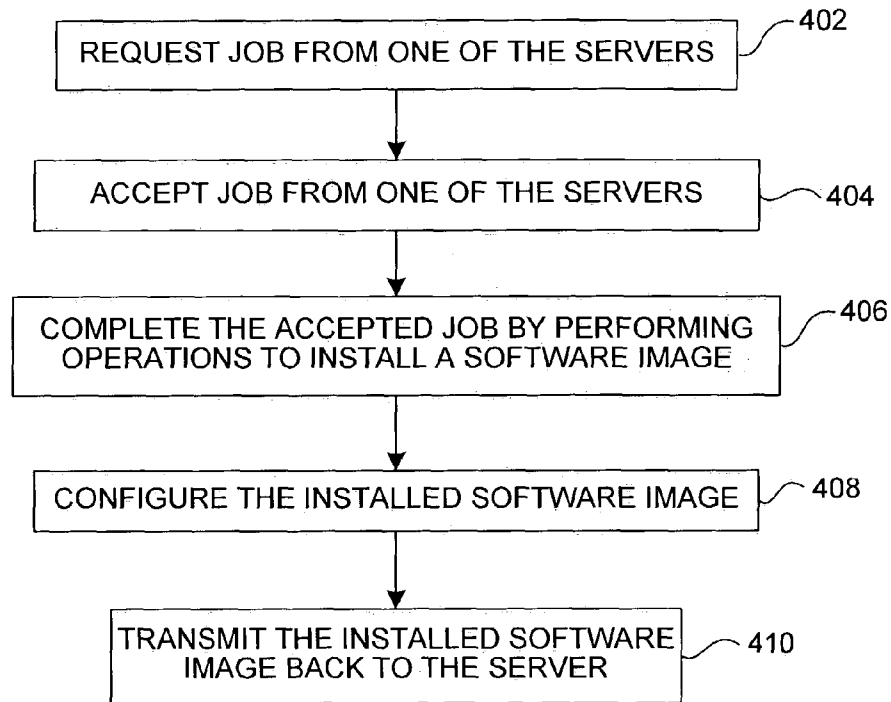 REQUEST JOB FROM ONE OF THE SERVERS
402
ACCEPT JOB FROM ONE OF THE SERVERS
404
COMPLETE THE ACCEPTED JOB BY PERFORMING
OPERATIONS TO INSTALL A SOFTWARE IMAGE
406
CONFIGURE THE INSTALLED SOFTWARE IMAGE
408
TRANSMIT THE INSTALLED SOFTWARE
IMAGE BACK TO THE SERVER
410